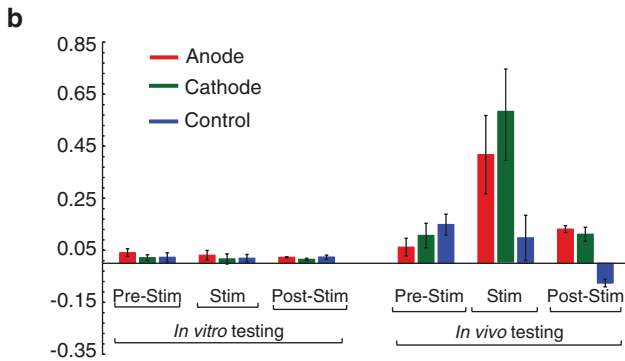 b
0.85
0.65
0.45
0.25
0.05
-0.15
-0.35
Anode
Cathode
Control
Pre-Stim Stim Post-Stim Pre-Stim Stim Post-Stim
In vitro testing In vivo testing